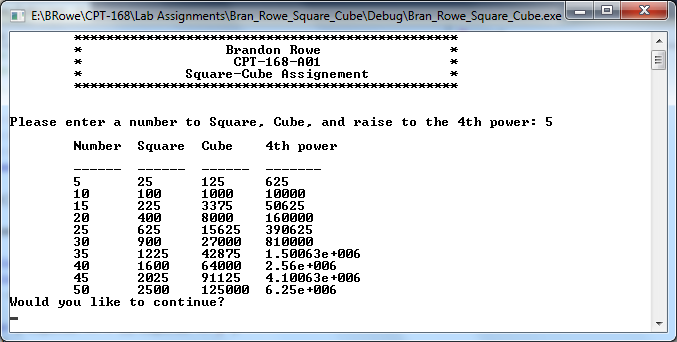 E:\BRowe\CPT-168\Lab Assignments\Bran_Rowe_Square_Cube\Debug\Bran_Rowe_Square_Cube.exe
************************************************
* Brandon Rowe *
* CPT-168-A01 *
* Square-Cube Assignement *
************************************************
Please enter a number to Square, Cube, and raise to the 4th power: 5
Number Square Cube 4th power
------ ------ ------ -------
5 25 125 625
10 100 1000 10000
15 225 3375 50625
20 400 8000 160000
25 625 15625 390625
30 900 27000 810000
35 1225 42875 1.50063e+006
40 1600 64000 2.56e+006
45 2025 91125 4.10063e+006
50 2500 125000 6.25e+006
Would you like to continue?
_